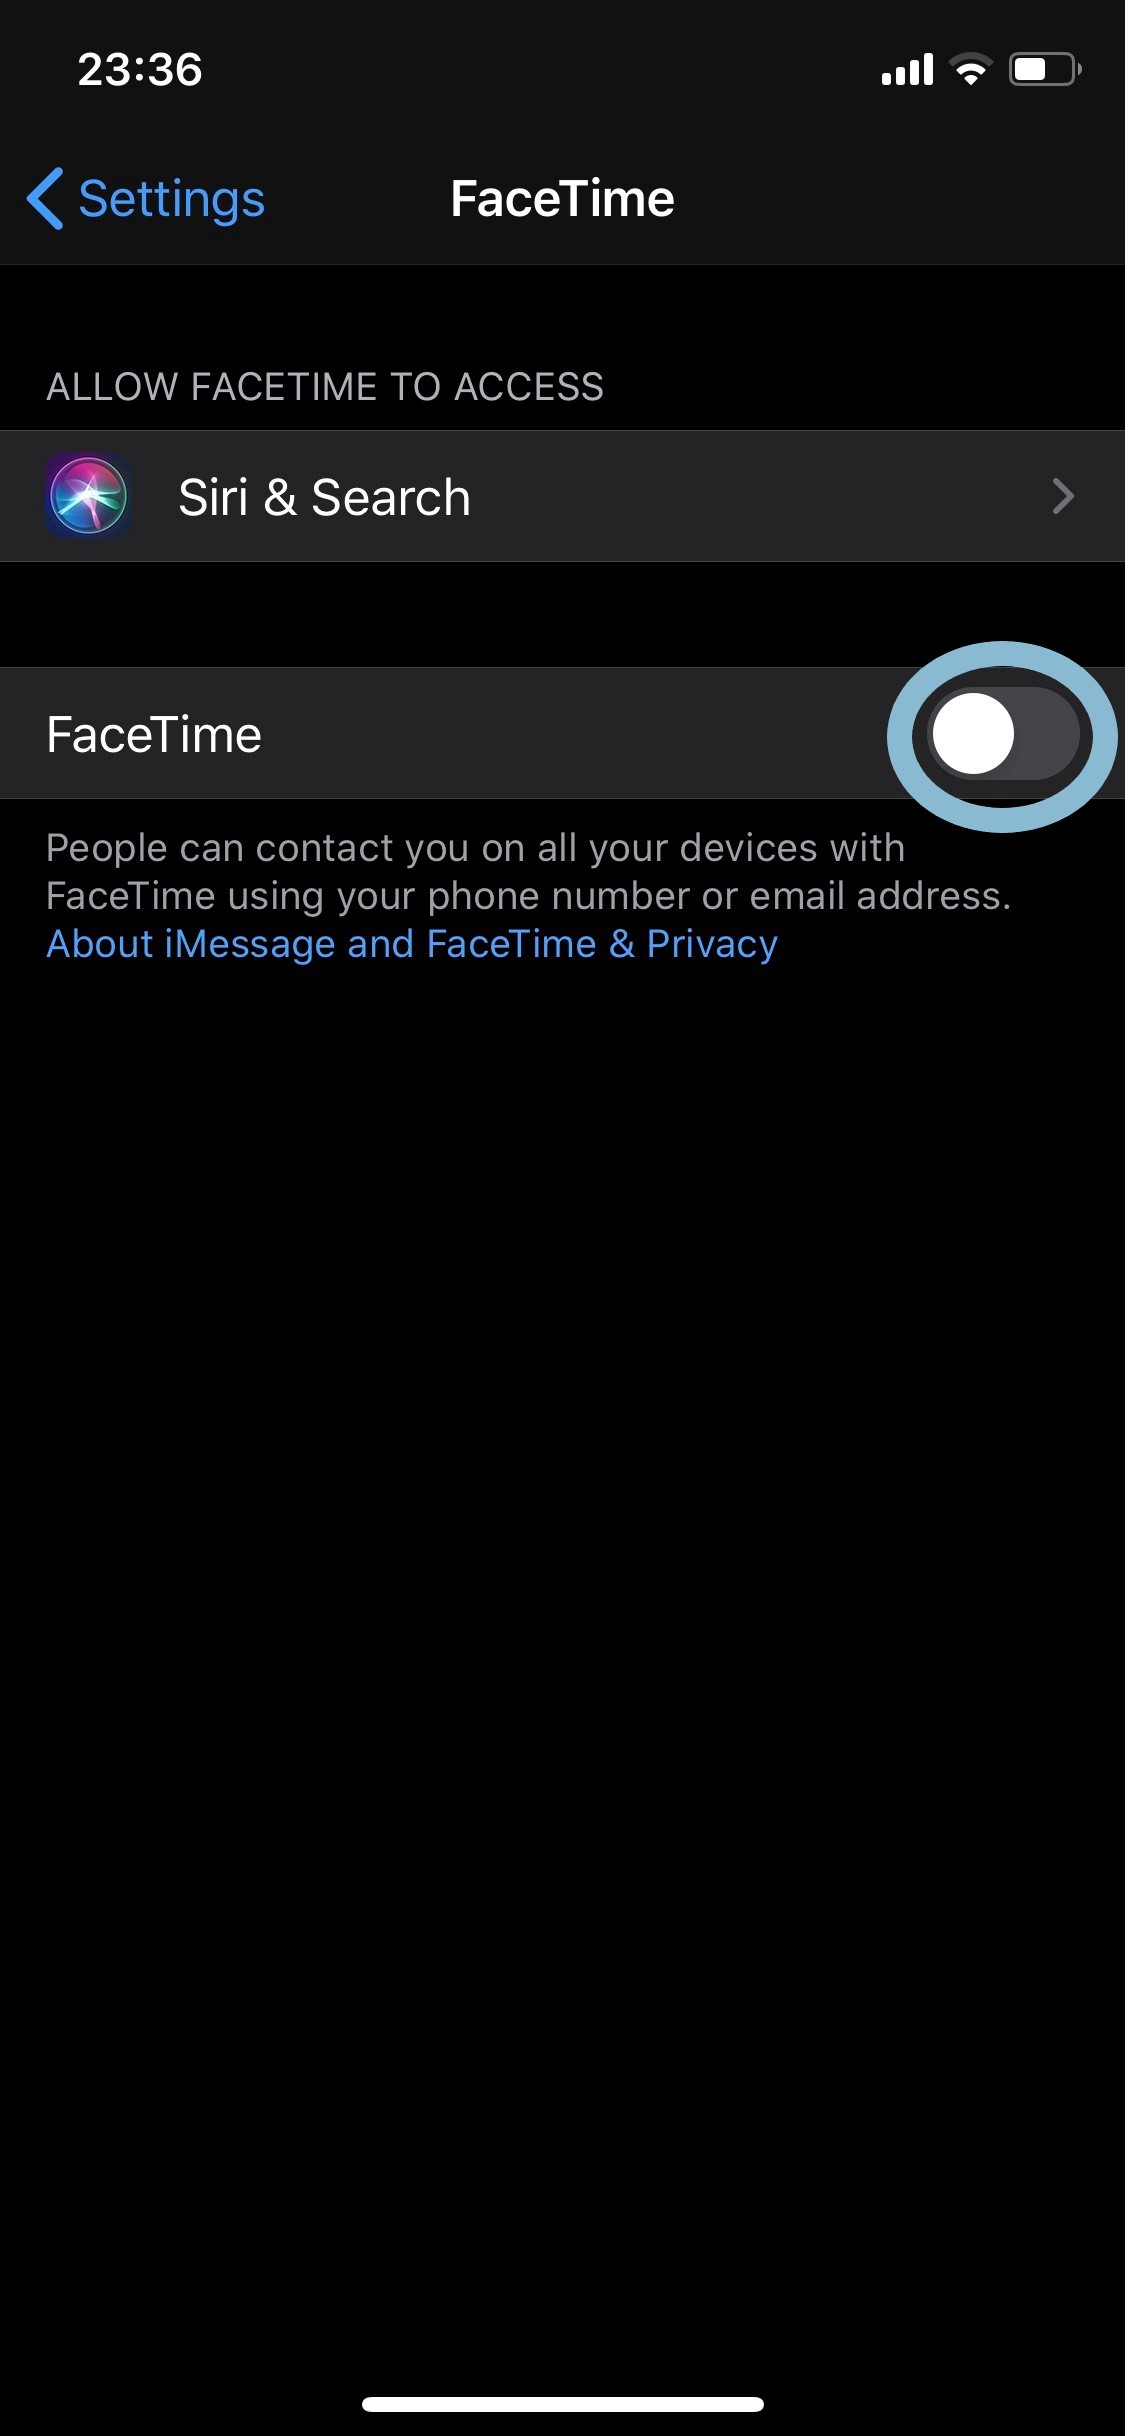 23:36
Settings
FaceTime
ALLOW FACETIME TO ACCESS
Siri & Search
FaceTime
People can contact you on all your devices with
FaceTime using your phone number or email address.
About iMessage and FaceTime & Privacy